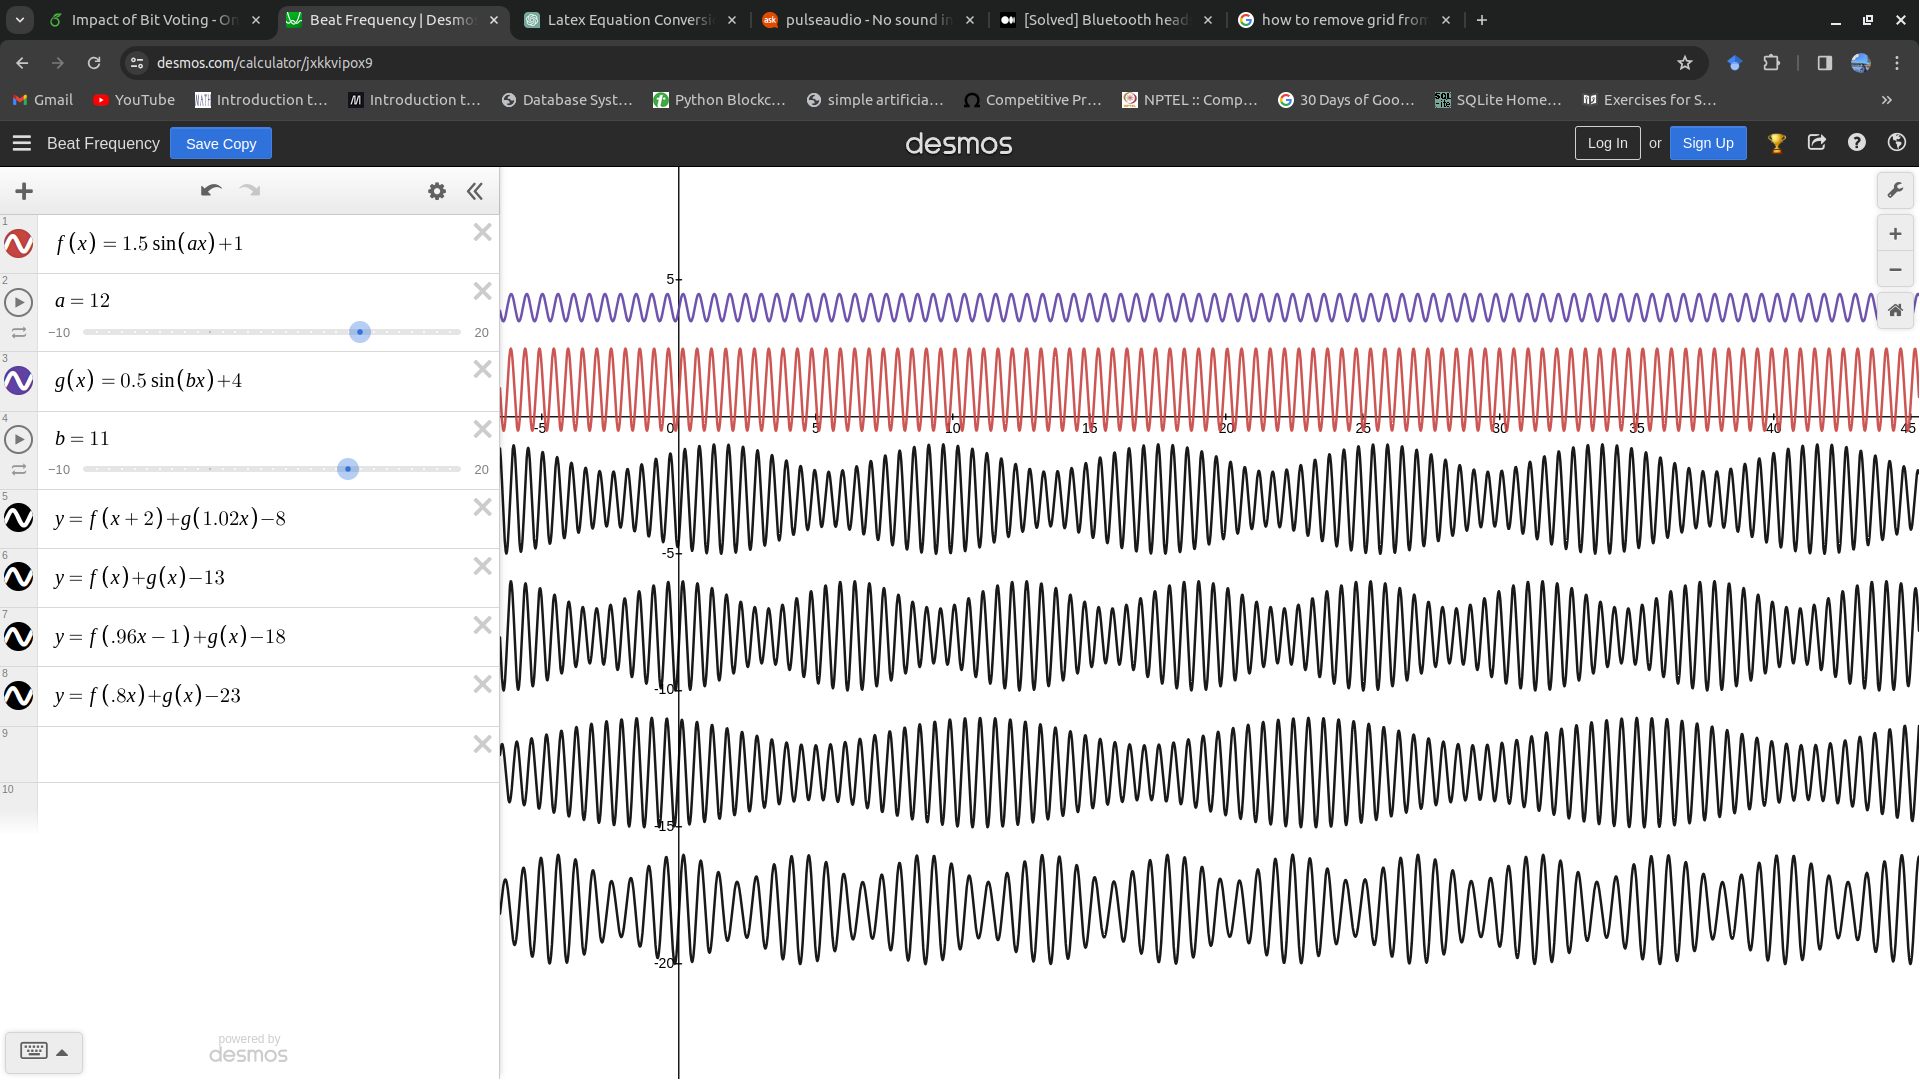 Impact of Bit Voting - On
Beat Frequency | Desmo
Latex Equation Conversi
pulseaudio - No sound in
[Solved] Bluetooth head
how to remove grid from
desmos.com/calculator/jxkkvipox9
Gmail
YouTube
Introduction t...
Introduction t...
Database Syst...
Python Blockc...
simple artificia...
Competitive Pr...
NPTEL :: Comp...
30 Days of Goo...
SQLite Home...
Exercises for S...
Beat Frequency
Save Copy
desmos
Log In
or
Sign Up
1
f(x) = 1.5 sin(ax)+1
2
a = 12
−10
20
3
g(x) = 0.5 sin(bx)+4
4
b = 11
−10
20
5
y = f(x + 2)+g(1.02x)−8
6
y = f(x)+g(x)−13
7
y = f(.96x − 1)+g(x)−18
8
y = f(.8x)+g(x)−23
9
10
powered by
desmos
5
-5
0
5
10
15
20
25
30
35
40
45
-5
-10
-15
-20